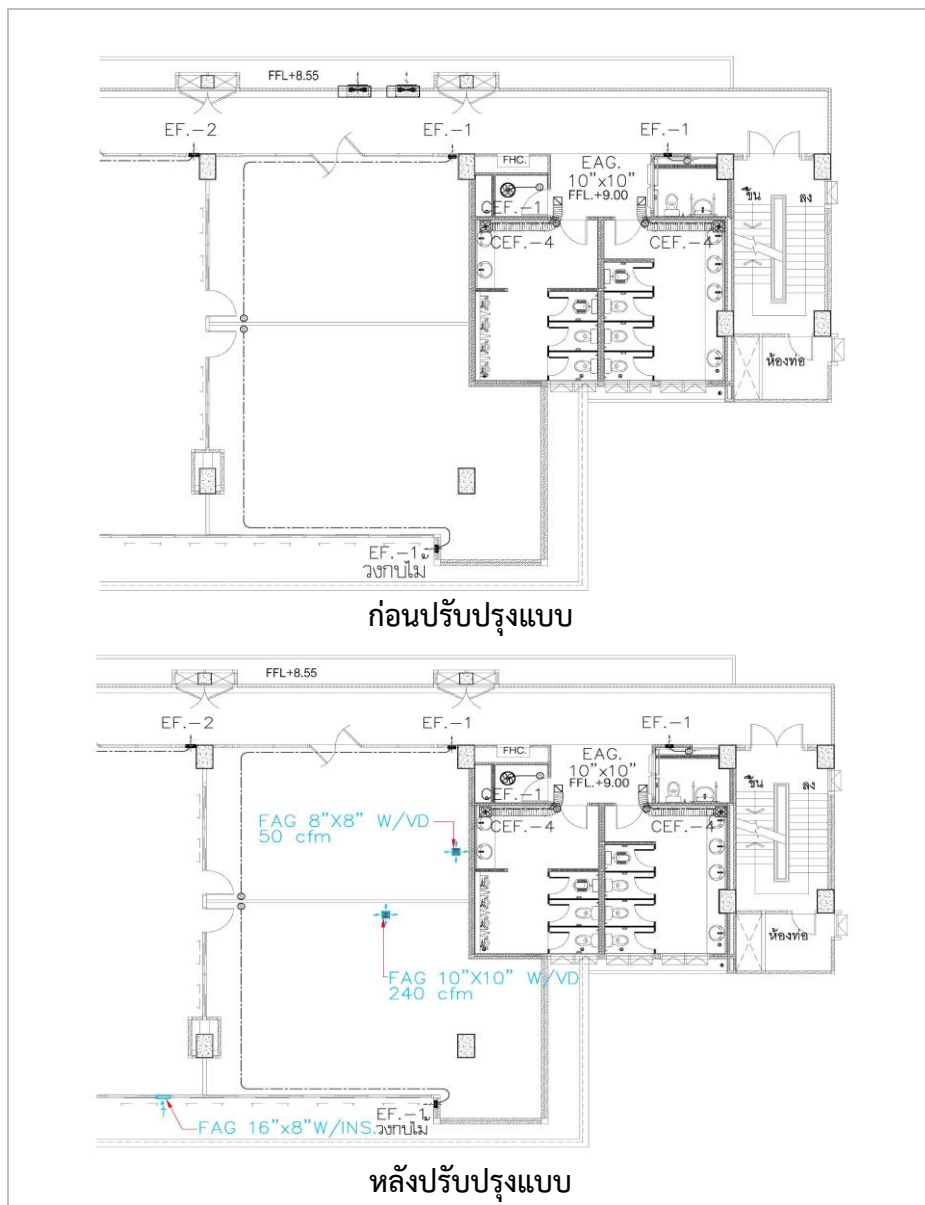 FFL+8.55
EF.-2
EF.-1
EF.-1
FHC.
EAG.
10"x10"
FFL.+9.00
EF.-1
CEF.-4
CEF.-4
ขึ้น
ลง
ห้องท่อ
EF.-1
วงกบไม้
ก่อนปรับปรุงแบบ
FFL+8.55
EF.-2
EF.-1
EF.-1
FHC.
EAG.
10"x10"
FFL.+9.00
EF.-1
CEF.-4
CEF.-4
ขึ้น
ลง
FAG 8"X8" W/VD
50 cfm
ห้องท่อ
FAG 10"X10" W/VD
240 cfm
EF.-1
วงกบไม้
FAG 16"x8"W/INS.
หลังปรับปรุงแบบ